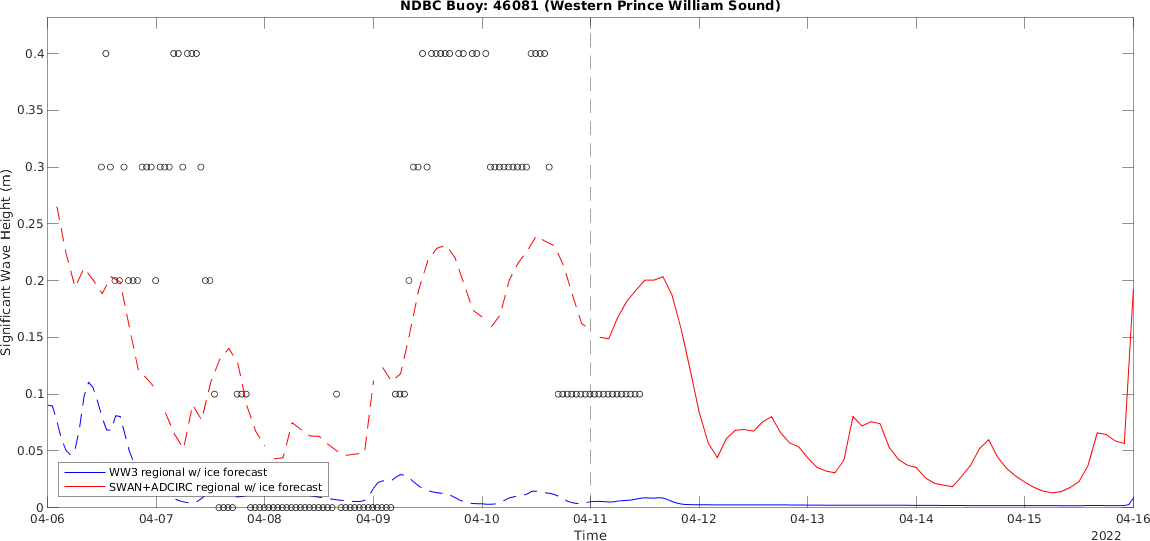 NDBC Buoy: 46081 (Western Prince William Sound)
Significant Wave Height (m)
0.4
0.35
0.3
0.25
0.2
0.15
0.1
0.05
0
WW3 regional w/ ice forecast
SWAN+ADCIRC regional w/ ice forecast
04-06 04-07 04-08 04-09 04-10 04-11 04-12 04-13 04-14 04-15 04-16
Time
2022